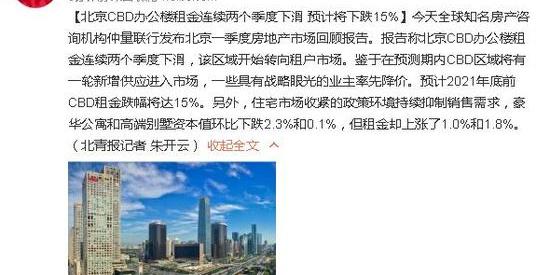 【北京CBD办公楼租金连续两个季度下滑 预计将下跌15%】今天全球知名房产咨
询机构仲量联行发布北京一季度房地产市场回顾报告。报告称北京CBD办公楼租
金连续两个季度下滑，该区域开始转向租户市场。鉴于在预测期内CBD区域将有
一轮新增供应进入市场，一些具有战略眼光的业主率先降价。预计2021年底前
CBD租金跌幅将达15%。另外，住宅市场收紧的政策环境持续抑制销售需求，豪
华公寓和高端别墅资本值环比下跌2.3%和0.1%，但租金却上涨了1.0%和1.8%。
（北青报记者 朱开云） 收起全文